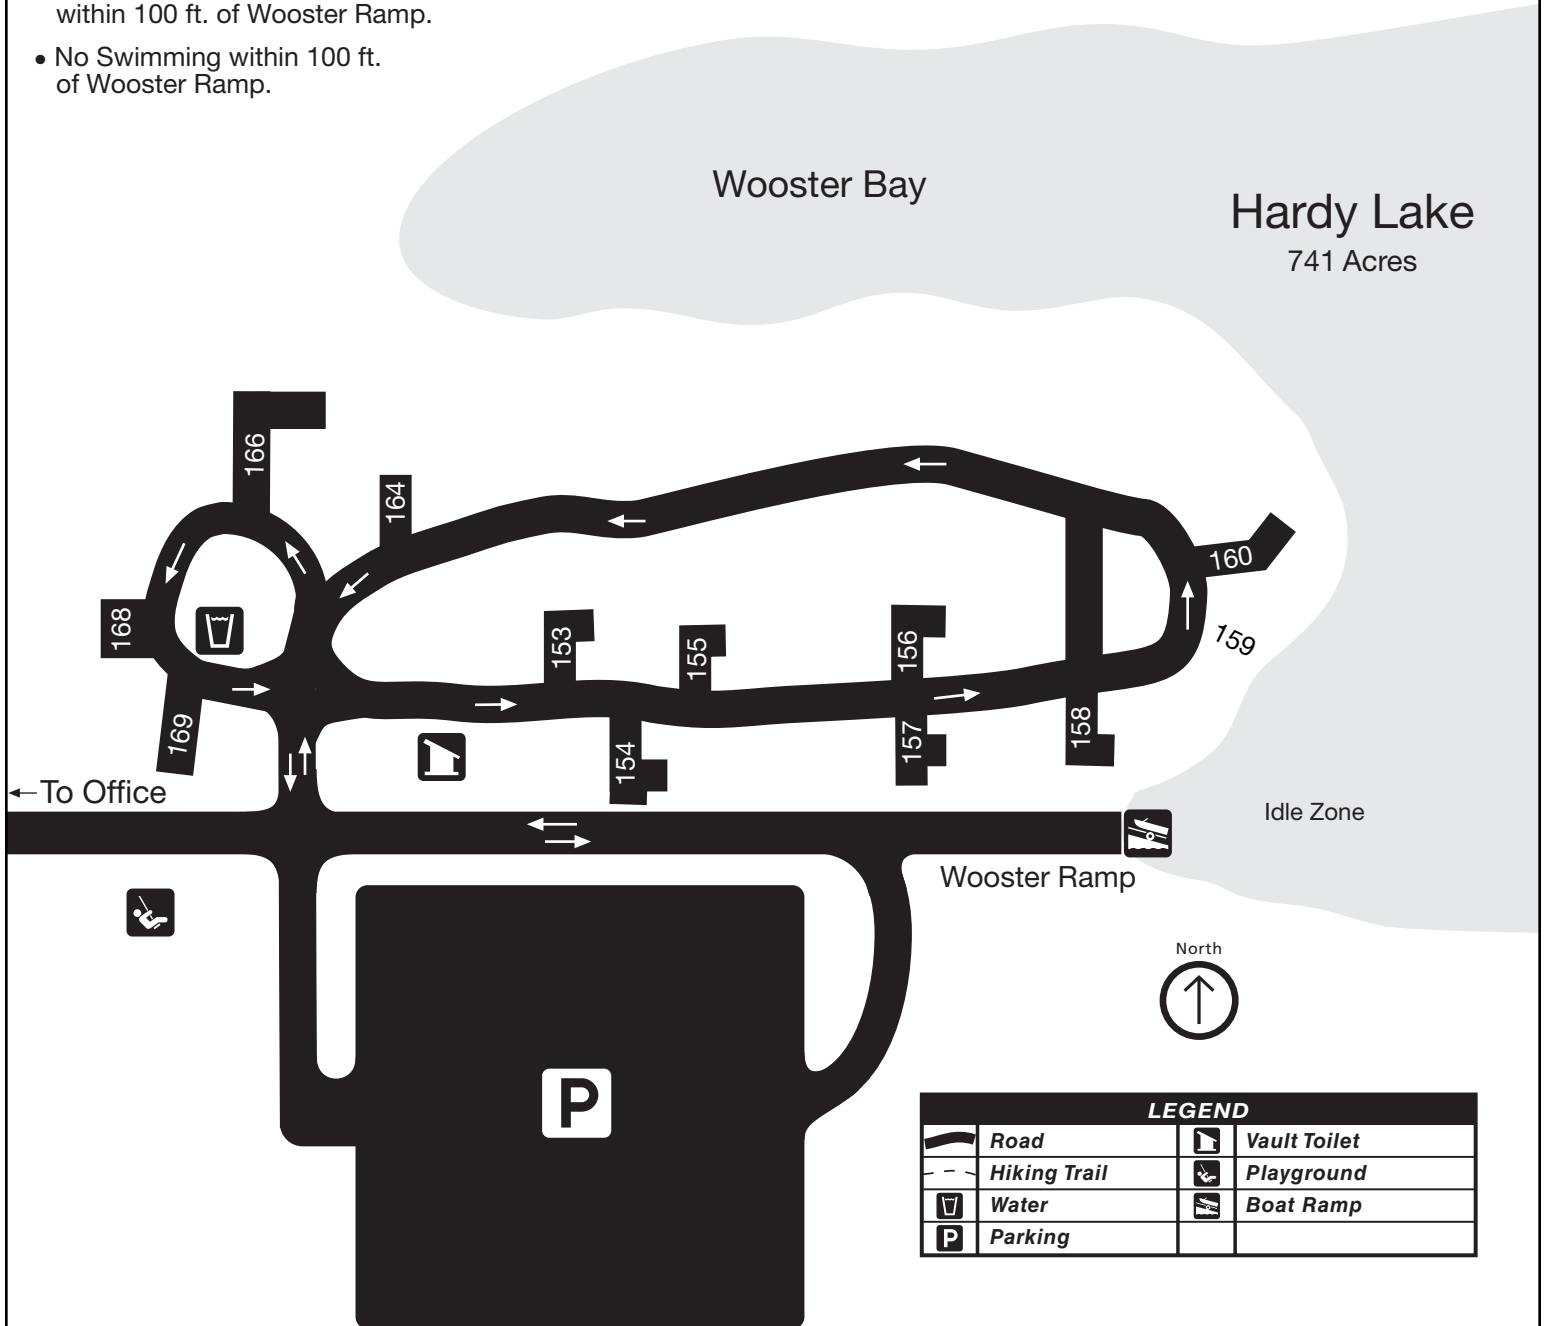 within 100 ft. of Wooster Ramp.
• No Swimming within 100 ft.
of Wooster Ramp.
Wooster Bay
Hardy Lake
741 Acres
166
164
160
168
153
155
156
159
169
154
157
158
←To Office
Idle Zone
Wooster Ramp
North
P
LEGEND
Road
Vault Toilet
Hiking Trail
Playground
Water
Boat Ramp
P
Parking